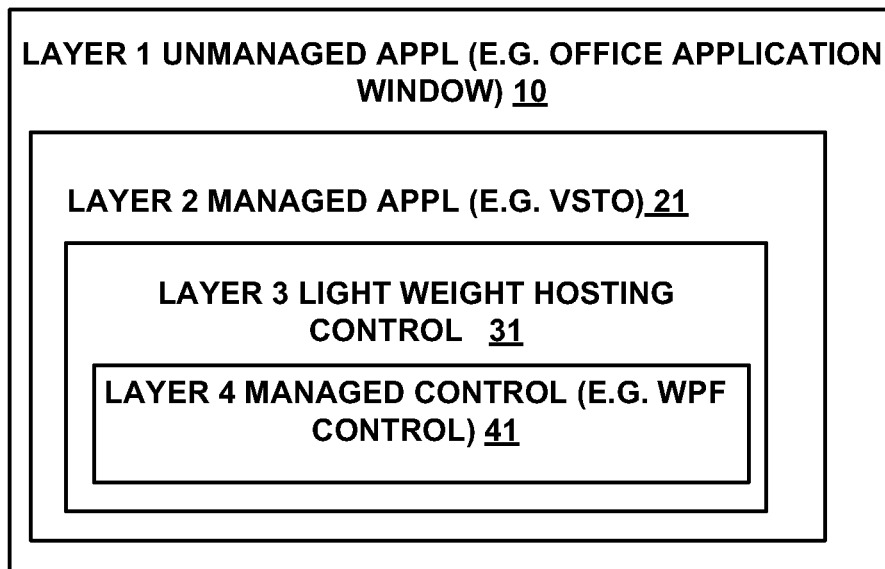 LAYER 1 UNMANAGED APPL (E.G. OFFICE APPLICATION
WINDOW) 10
LAYER 2 MANAGED APPL (E.G. VSTO) 21
LAYER 3 LIGHT WEIGHT HOSTING
CONTROL 31
LAYER 4 MANAGED CONTROL (E.G. WPF
CONTROL) 41